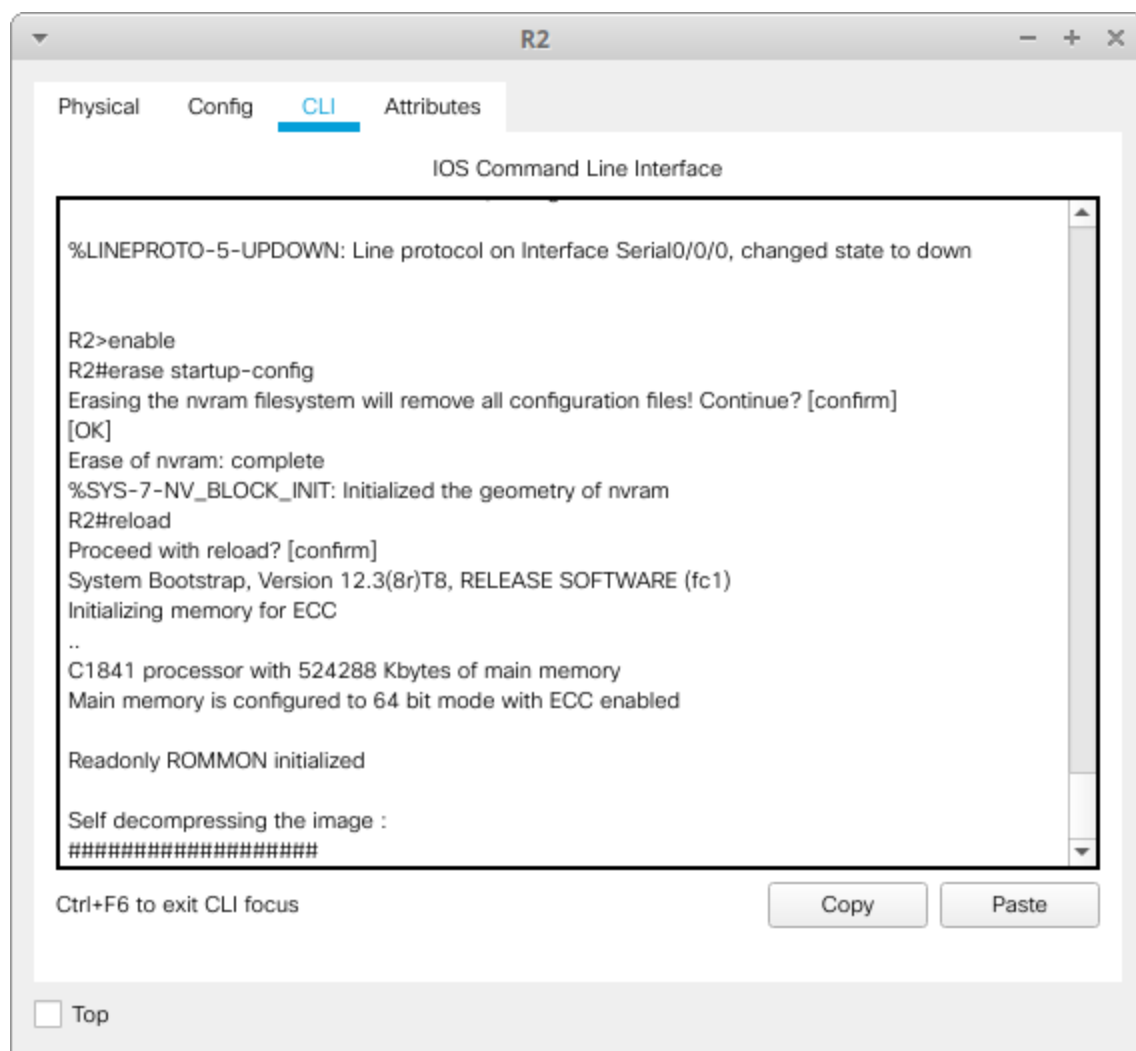 R2
Physical Config CLI Attributes
IOS Command Line Interface
%LINEPROTO-5-UPDOWN: Line protocol on Interface Serial0/0/0, changed state to down
R2>enable
R2#erase startup-config
Erasing the nvram filesystem will remove all configuration files! Continue? [confirm]
[OK]
Erase of nvram: complete
%SYS-7-NV_BLOCK_INIT: Initialized the geometry of nvram
R2#reload
Proceed with reload? [confirm]
System Bootstrap, Version 12.3(8r)T8, RELEASE SOFTWARE (fc1)
Initializing memory for ECC
..
C1841 processor with 524288 Kbytes of main memory
Main memory is configured to 64 bit mode with ECC enabled
Readonly ROMMON initialized
Self decompressing the image :
###################
Ctrl+F6 to exit CLI focus
Copy Paste
Top